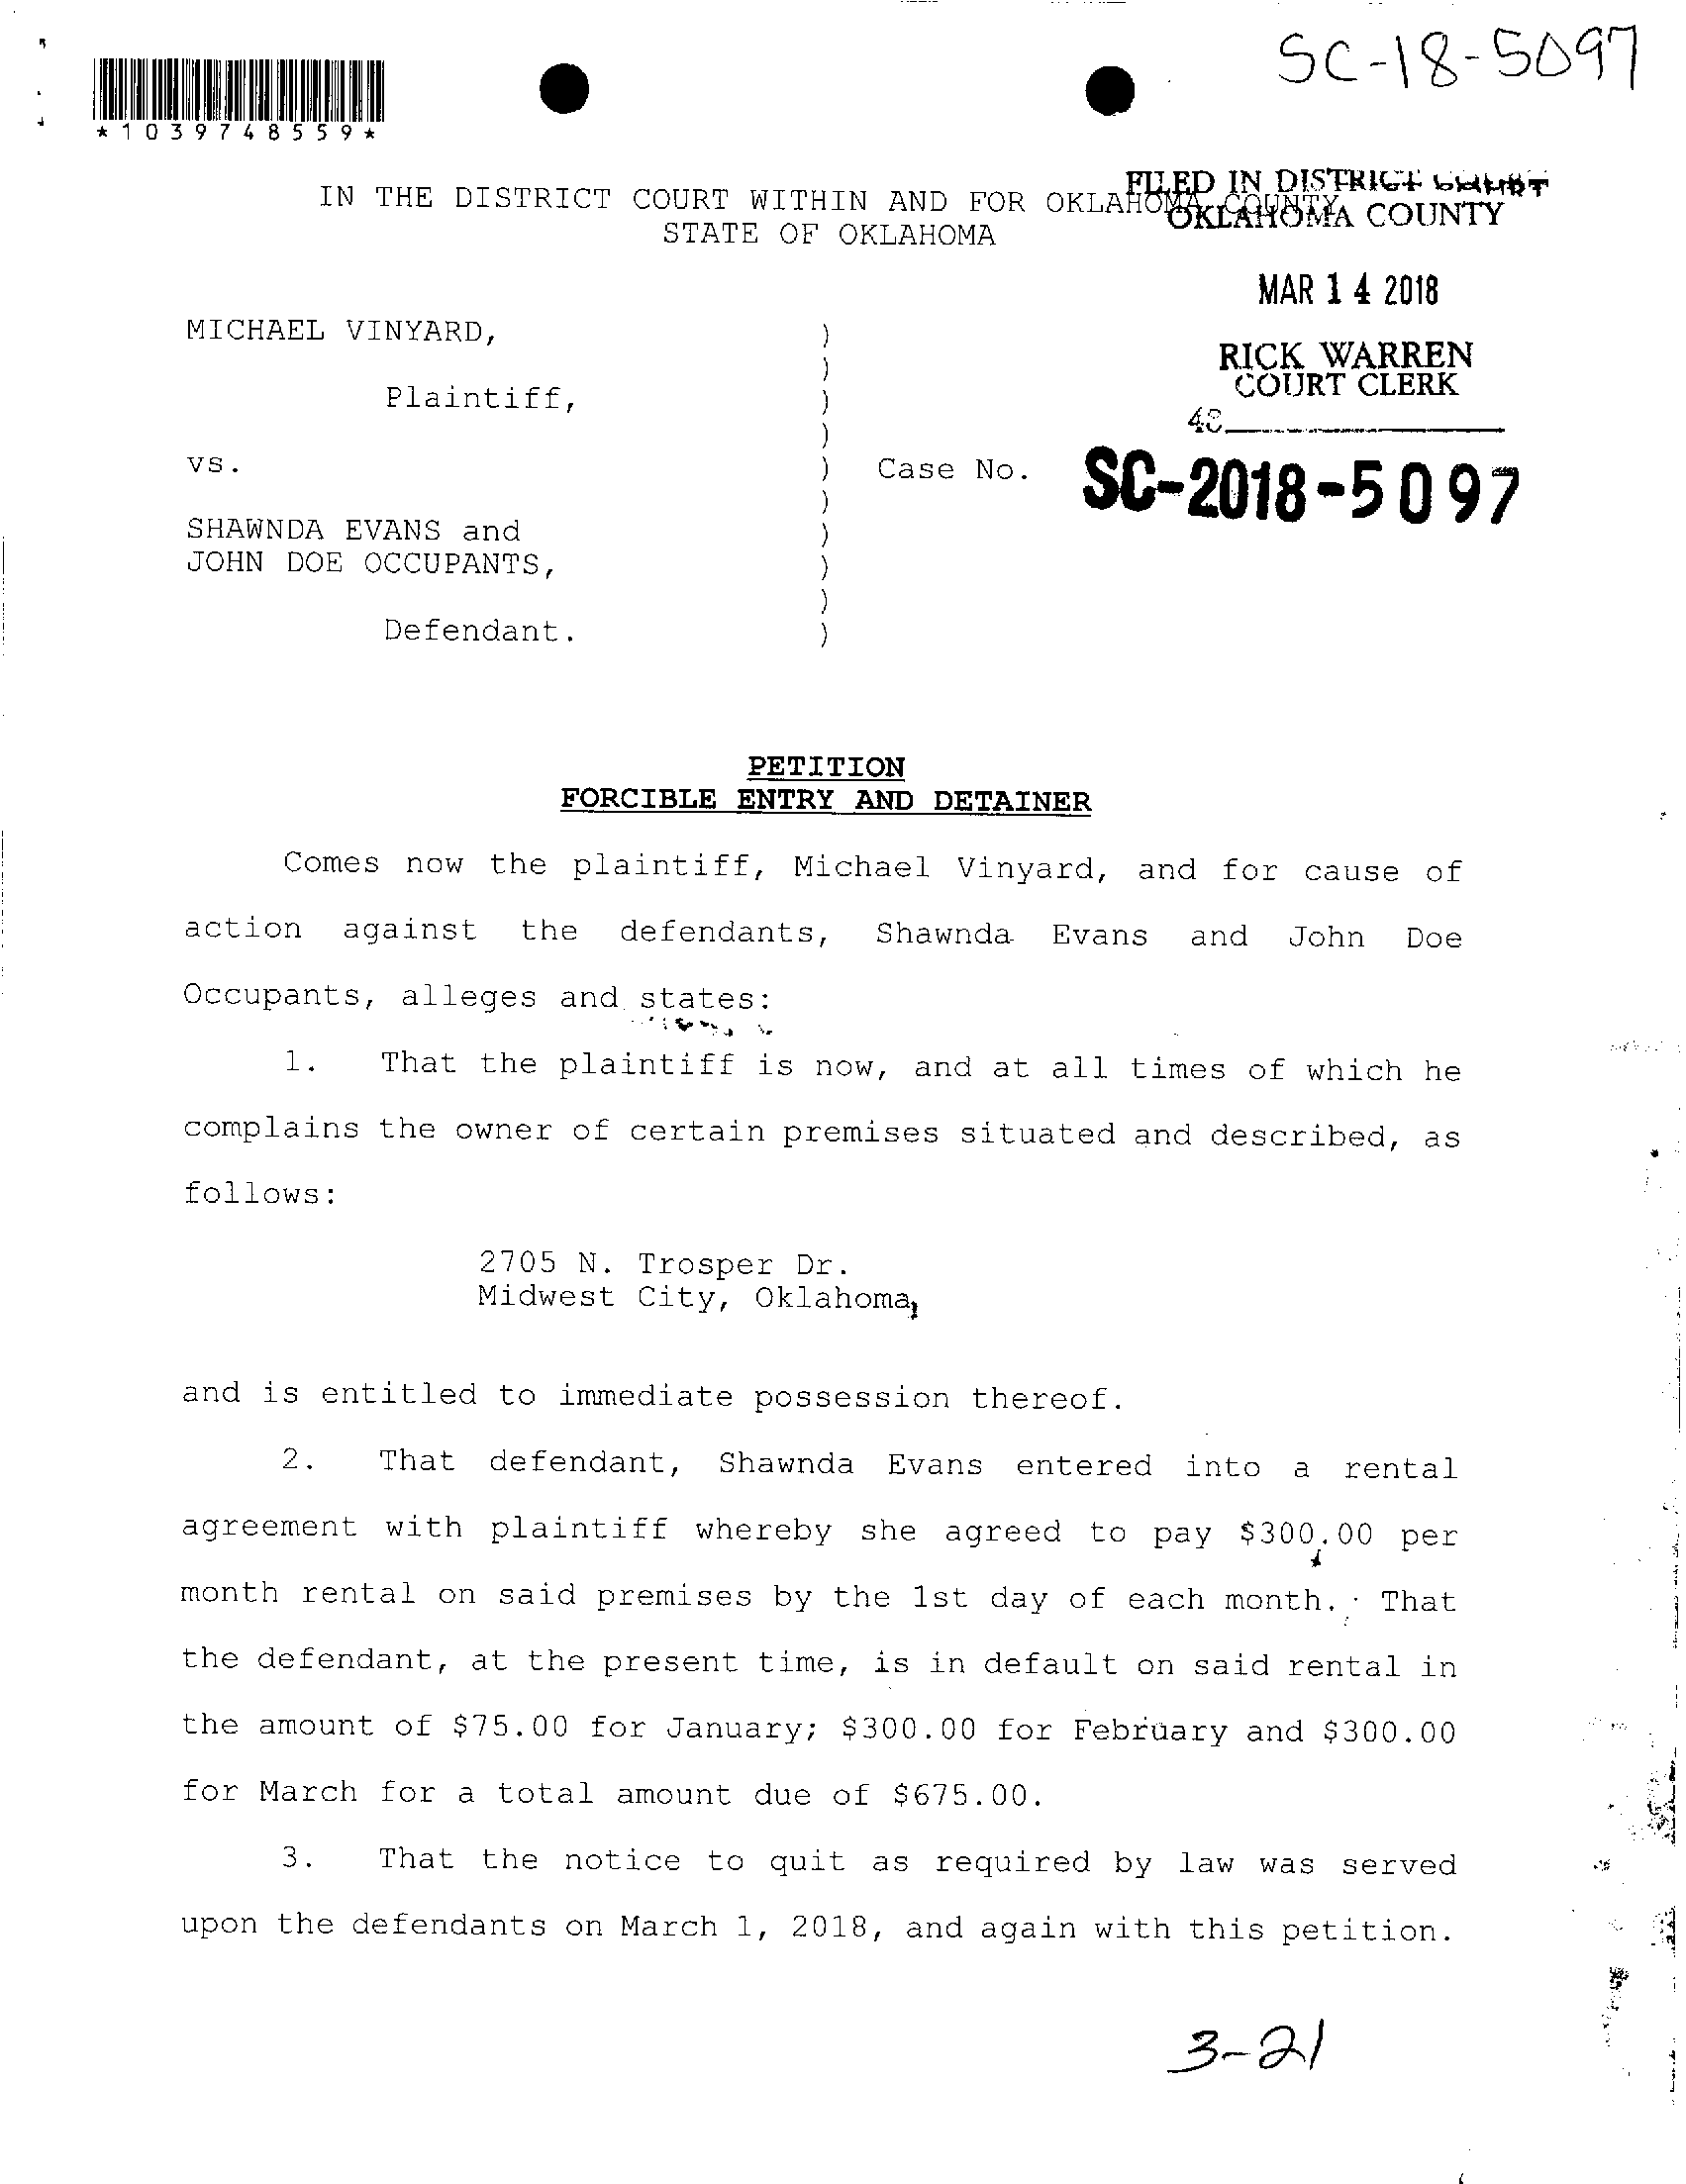 SC-18-5097
*1039748559*
FILED IN DISTRICT COURT
IN THE DISTRICT COURT WITHIN AND FOR OKLAHOMA COUNTY
OKLAHOMA COUNTY
STATE OF OKLAHOMA
MAR 14 2018
MICHAEL VINYARD, )
RICK WARREN
)
COURT CLERK
Plaintiff, )
)
vs. ) Case No. SC-2018-5097
)
SHAWNDA EVANS and )
JOHN DOE OCCUPANTS, )
)
Defendant. )
PETITION
FORCIBLE ENTRY AND DETAINER
Comes now the plaintiff, Michael Vinyard, and for cause of
action against the defendants, Shawnda Evans and John Doe
Occupants, alleges and states:
1. That the plaintiff is now, and at all times of which he
complains the owner of certain premises situated and described, as
follows:
2705 N. Trosper Dr.
Midwest City, Oklahoma,
and is entitled to immediate possession thereof.
2. That defendant, Shawnda Evans entered into a rental
agreement with plaintiff whereby she agreed to pay $300.00 per
month rental on said premises by the 1st day of each month. That
the defendant, at the present time, is in default on said rental in
the amount of $75.00 for January; $300.00 for February and $300.00
for March for a total amount due of $675.00.
3. That the notice to quit as required by law was served
upon the defendants on March 1, 2018, and again with this petition.
3-21